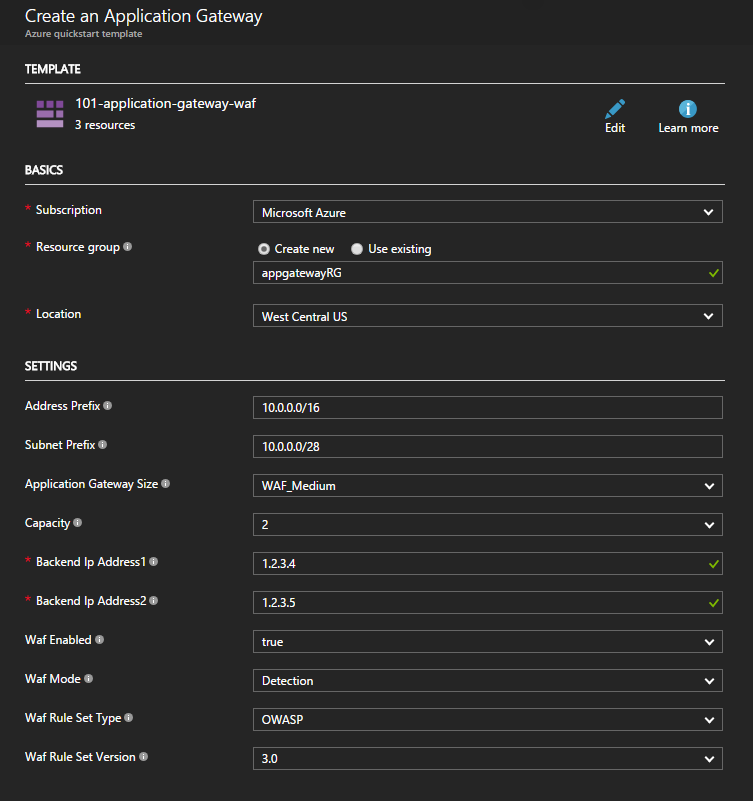 Create an Application Gateway
Azure quickstart template
TEMPLATE
101-application-gateway-waf
3 resources
Edit
Learn more
BASICS
* Subscription
Microsoft Azure
* Resource group
Create new
Use existing
appgatewayRG
* Location
West Central US
SETTINGS
Address Prefix
10.0.0.0/16
Subnet Prefix
10.0.0.0/28
Application Gateway Size
WAF_Medium
Capacity
2
* Backend Ip Address1
1.2.3.4
* Backend Ip Address2
1.2.3.5
Waf Enabled
true
Waf Mode
Detection
Waf Rule Set Type
OWASP
Waf Rule Set Version
3.0